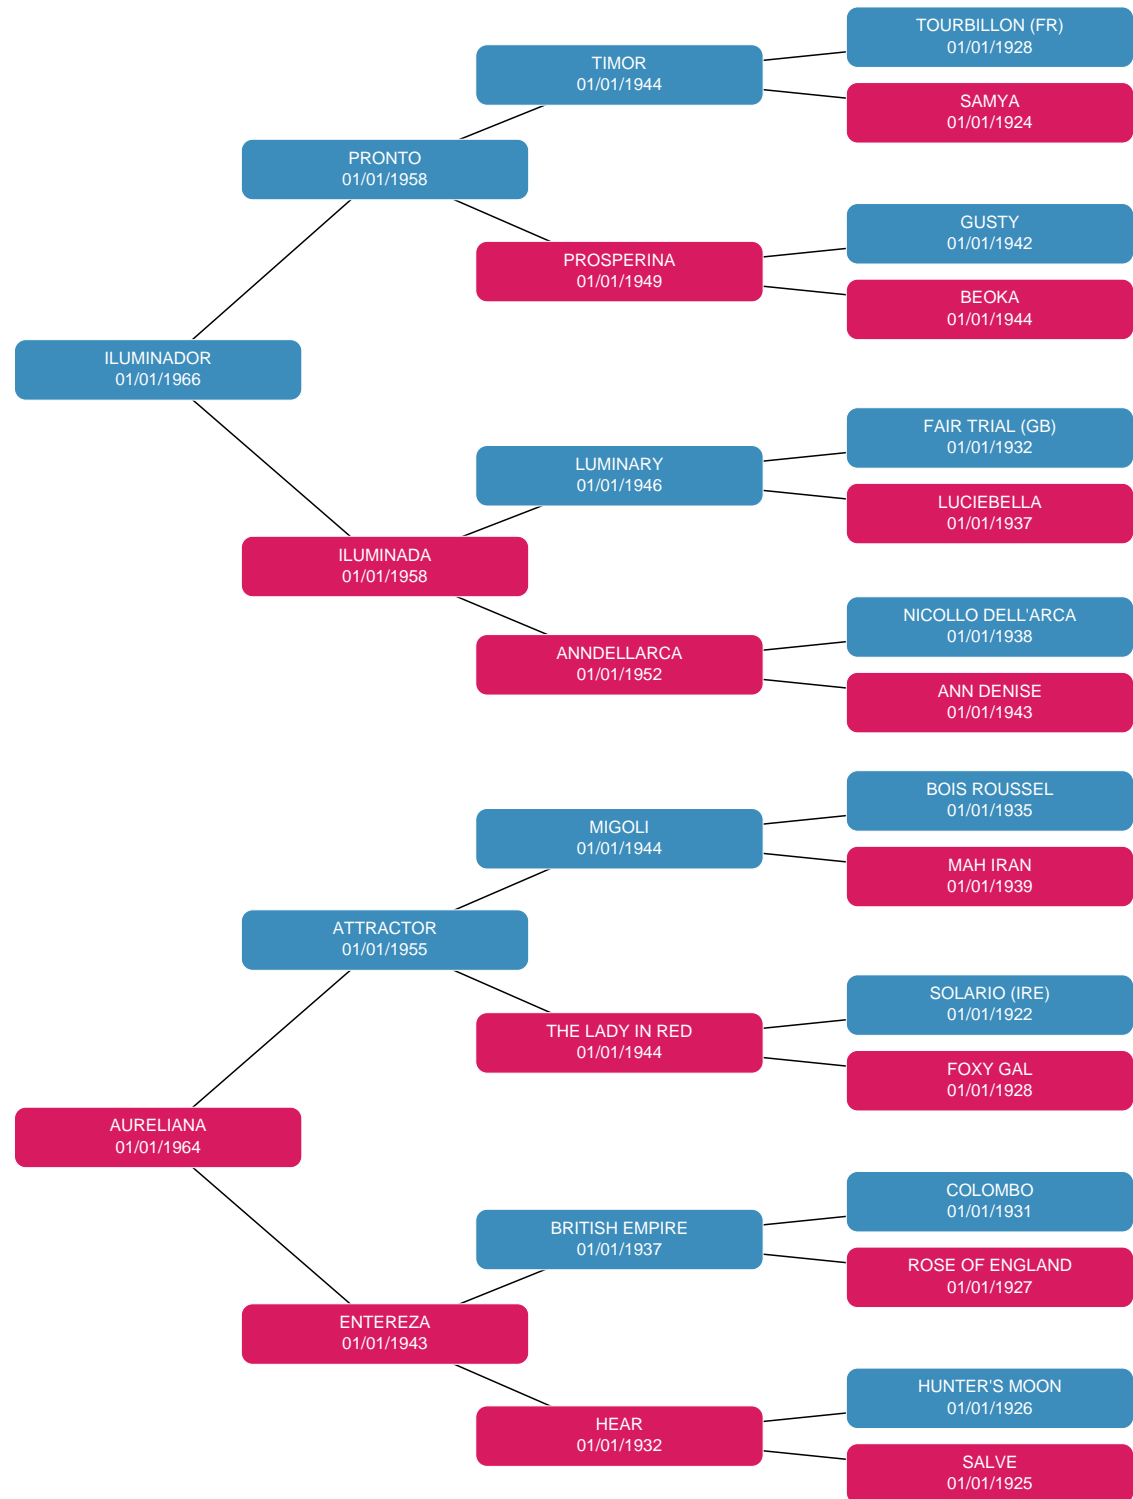 TOURBILLON (FR)
01/01/1928
TIMOR
01/01/1944
SAMYA
01/01/1924
PRONTO
01/01/1958
GUSTY
01/01/1942
PROSPERINA
01/01/1949
BEOKA
01/01/1944
ILUMINADOR
01/01/1966
FAIR TRIAL (GB)
01/01/1932
LUMINARY
01/01/1946
LUCIEBELLA
01/01/1937
ILUMINADA
01/01/1958
NICOLLO DELL'ARCA
01/01/1938
ANNDELLARCA
01/01/1952
ANN DENISE
01/01/1943
BOIS ROUSSEL
01/01/1935
MIGOLI
01/01/1944
MAH IRAN
01/01/1939
ATTRACTOR
01/01/1955
SOLARIO (IRE)
01/01/1922
THE LADY IN RED
01/01/1944
FOXY GAL
01/01/1928
AURELIANA
01/01/1964
COLOMBO
01/01/1931
BRITISH EMPIRE
01/01/1937
ROSE OF ENGLAND
01/01/1927
ENTEREZA
01/01/1943
HUNTER'S MOON
01/01/1926
HEAR
01/01/1932
SALVE
01/01/1925